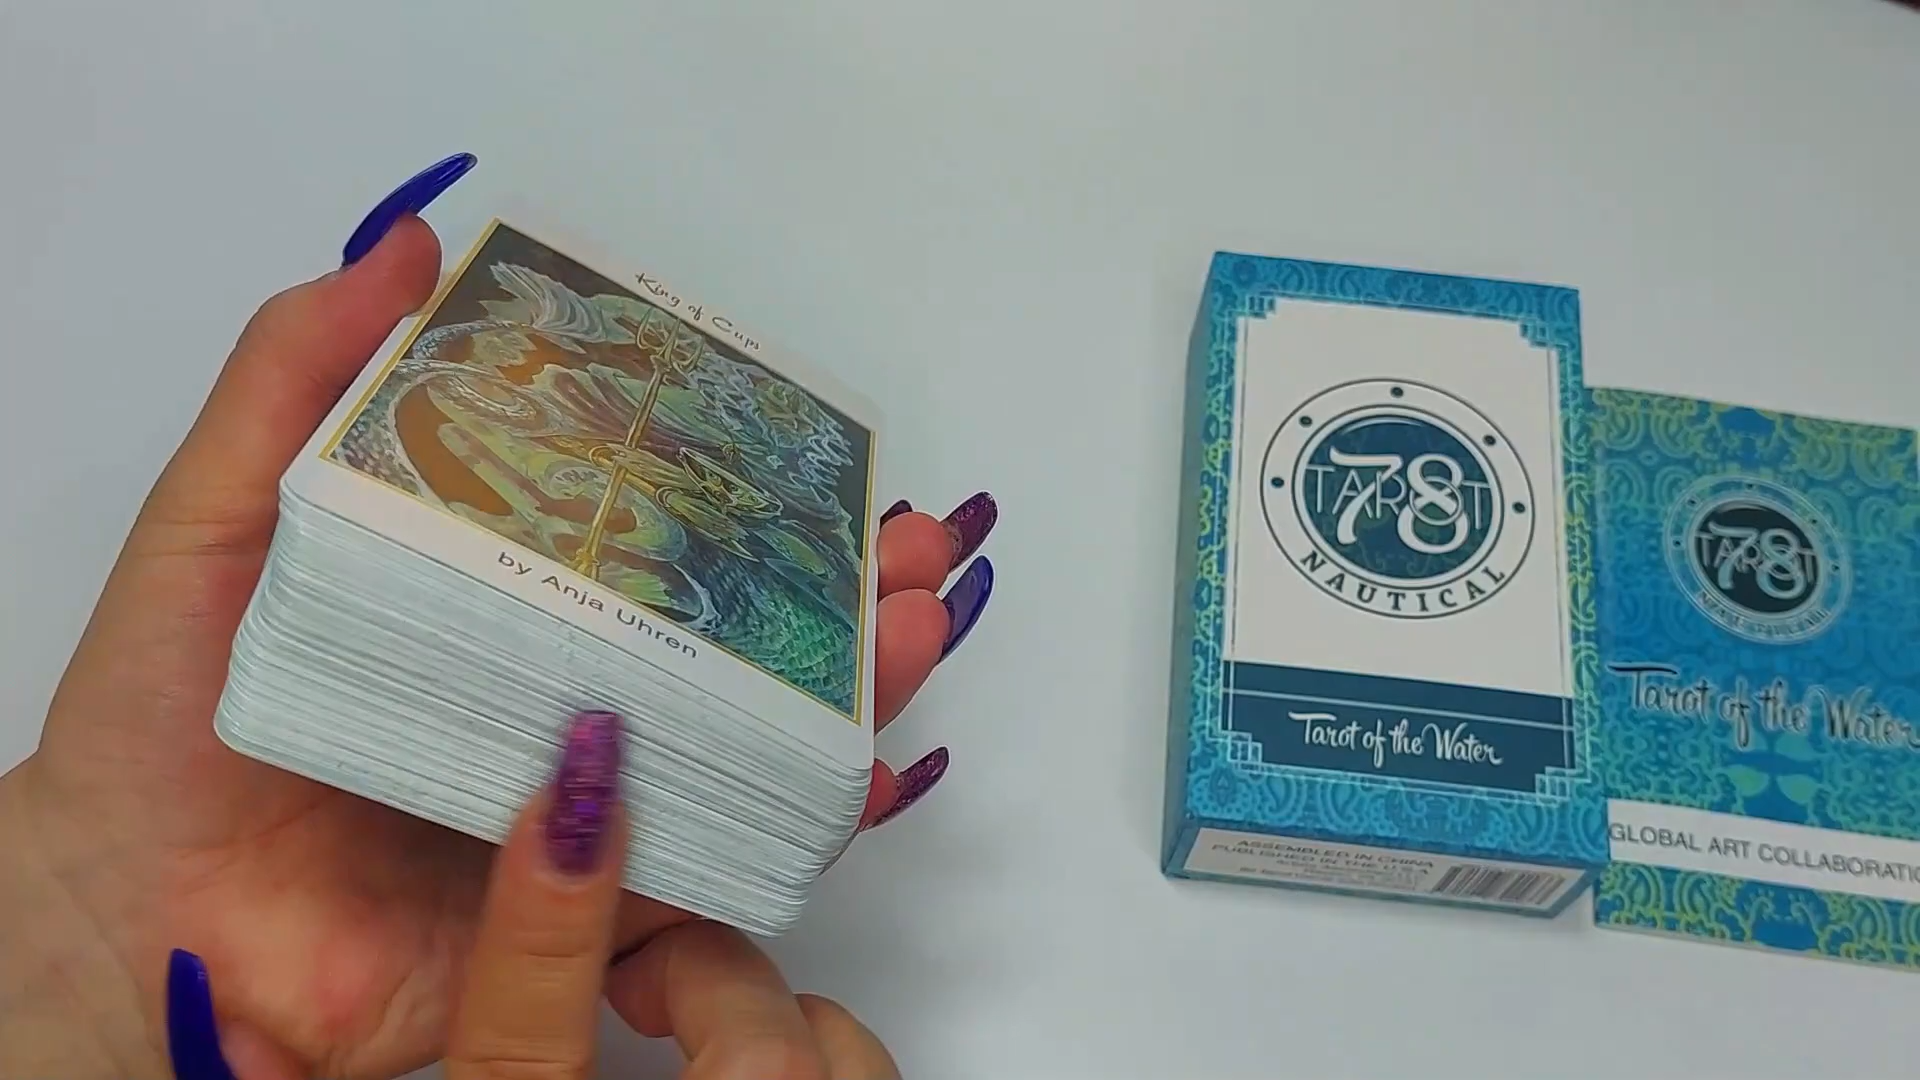 King of Cups
by Anja Uhren
78
TAROT
NAUTICAL
Tarot of the Water
ASSEMBLED IN CHINA
PUBLISHED IN THE U.S.A
78
TAROT
NAUTICAL
Tarot of the Water
GLOBAL ART COLLABORATIO